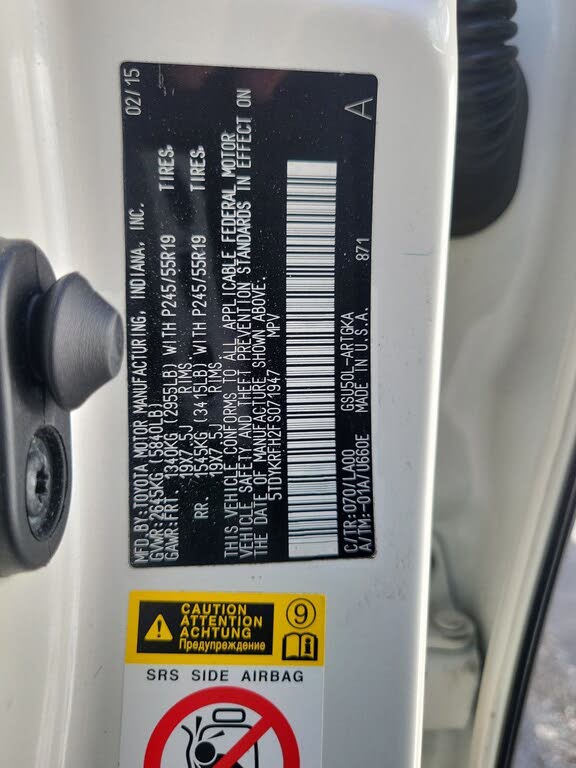 MFD.BY:TOYOTA MOTOR MANUFACTURING, INDIANA, INC. 02/15
GVWR:2645KG (5840LB)
GAWR:FRT. 1340KG (2955LB) WITH P245/55R19 TIRES,
19X7.5J RIMS.
RR. 1545KG (3415LB) WITH P245/55R19 TIRES,
19X7.5J RIMS.
THIS VEHICLE CONFORMS TO ALL APPLICABLE FEDERAL MOTOR
VEHICLE SAFETY AND THEFT PREVENTION STANDARDS IN EFFECT ON
THE DATE OF MANUFACTURE SHOWN ABOVE.
5TDYKRFH2FS071947 MPV
C/TR:070/LA00 GSU50L-ARTGKA 871 A
A/TM:-01A/U660E MADE IN U.S.A.
CAUTION
ATTENTION
ACHTUNG
Предупреждение
9
SRS SIDE AIRBAG